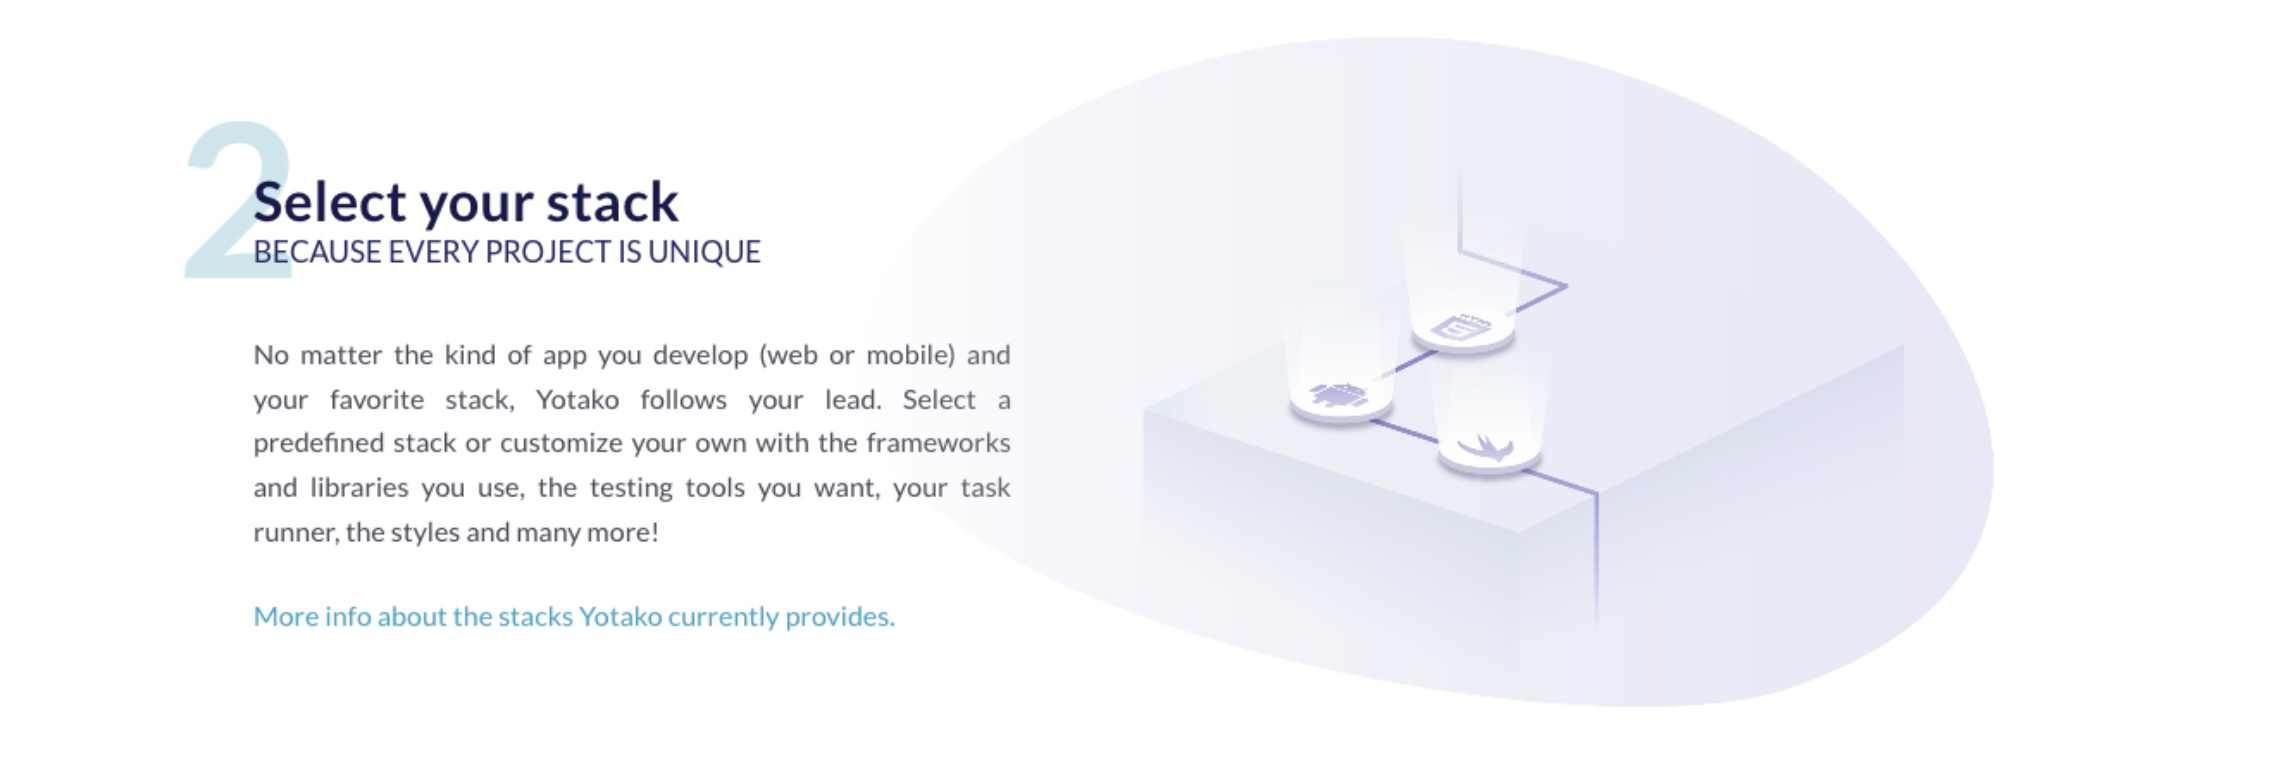 2
Select your stack
BECAUSE EVERY PROJECT IS UNIQUE
No matter the kind of app you develop (web or mobile) and
your favorite stack, Yotako follows your lead. Select a
predefined stack or customize your own with the frameworks
and libraries you use, the testing tools you want, your task
runner, the styles and many more!
More info about the stacks Yotako currently provides.
HTML
5